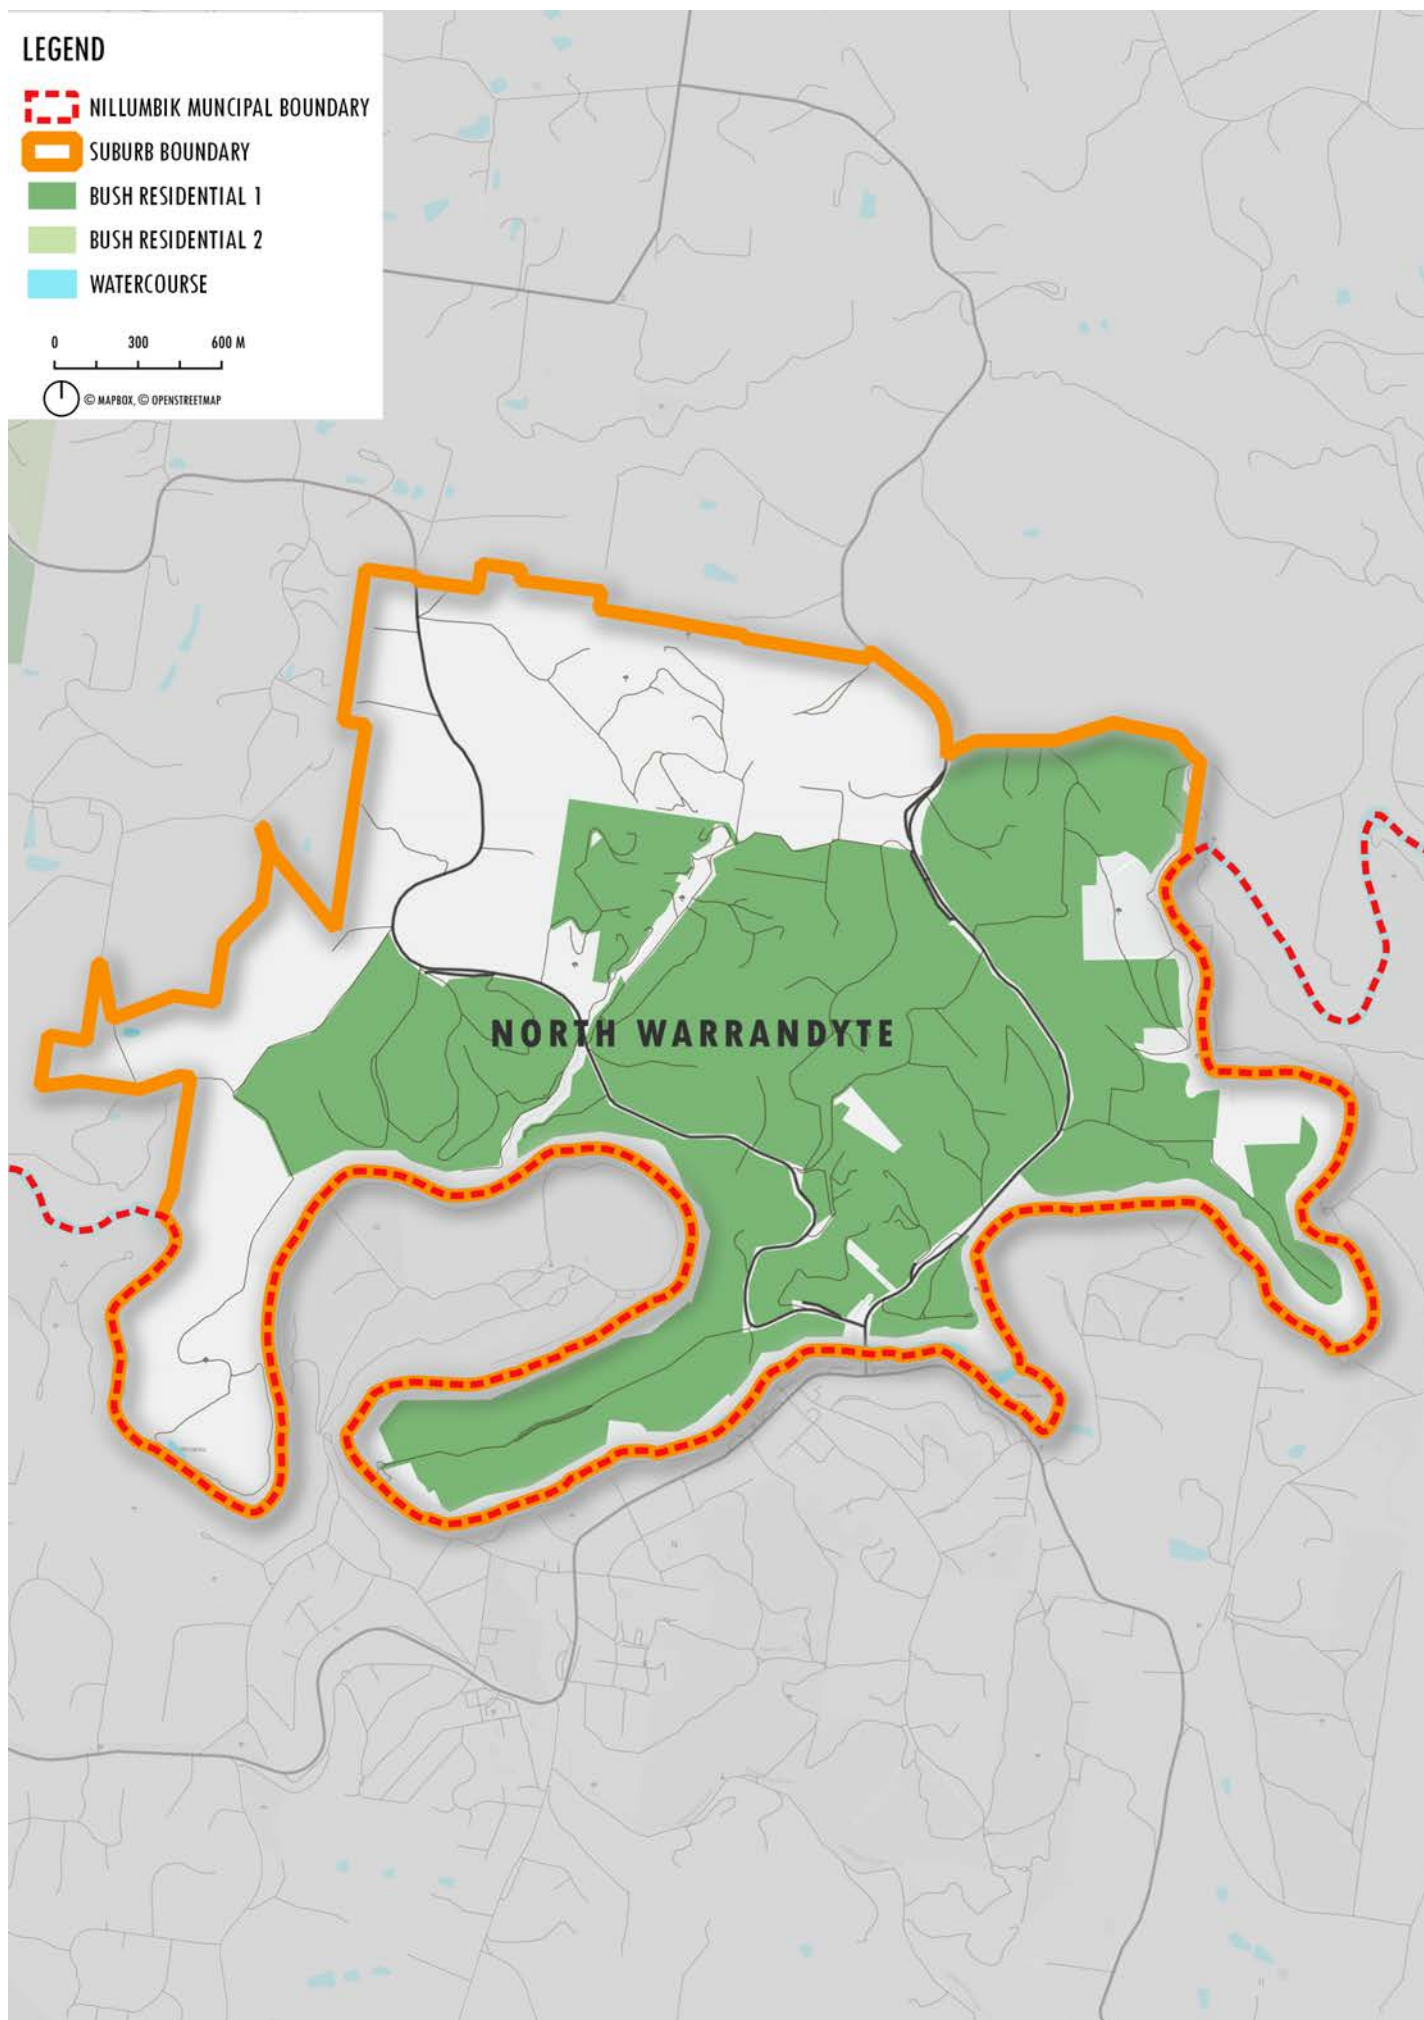 LEGEND
NILLUMBIK MUNCIPAL BOUNDARY
SUBURB BOUNDARY
BUSH RESIDENTIAL 1
BUSH RESIDENTIAL 2
WATERCOURSE
0 300 600 M
© MAPBOX, © OPENSTREETMAP
NORTH WARRANDYTE